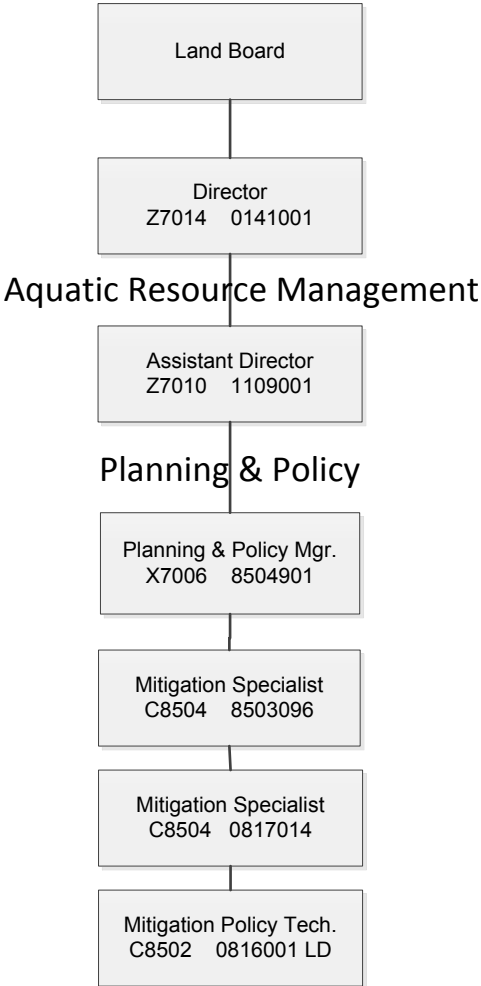 Land Board
Director
Z7014 0141001
Aquatic Resource Management
Assistant Director
Z7010 1109001
Planning & Policy
Planning & Policy Mgr.
X7006 8504901
Mitigation Specialist
C8504 8503096
Mitigation Specialist
C8504 0817014
Mitigation Policy Tech.
C8502 0816001 LD